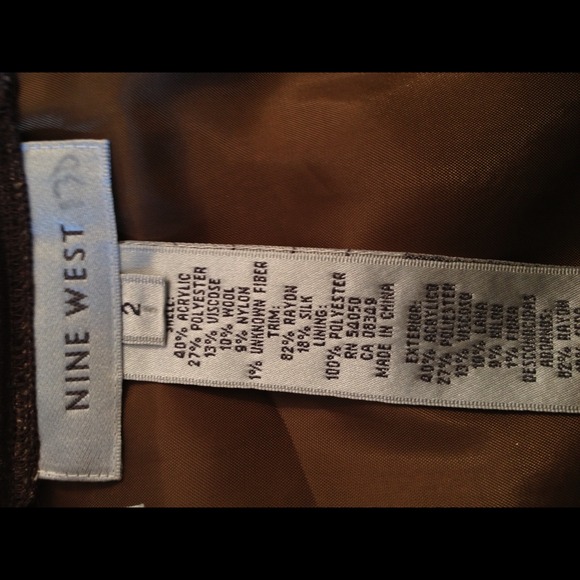 NINE WEST
2
40% ACRYLIC
27% POLYESTER
13% VISCOSE
10% WOOL
9% NYLON
1% UNKNOWN FIBER
TRIM:
82% RAYON
18% SILK
LINING:
100% POLYESTER
RN 54050
CA 08349
MADE IN CHINA
EXTERIOR:
40% ACRILICO
27% POLIESTER
13% VISCOSA
10% LANA
9% NILON
1% FIBRA
DESCONOCIDAS
ADORNOS:
82% RAYON